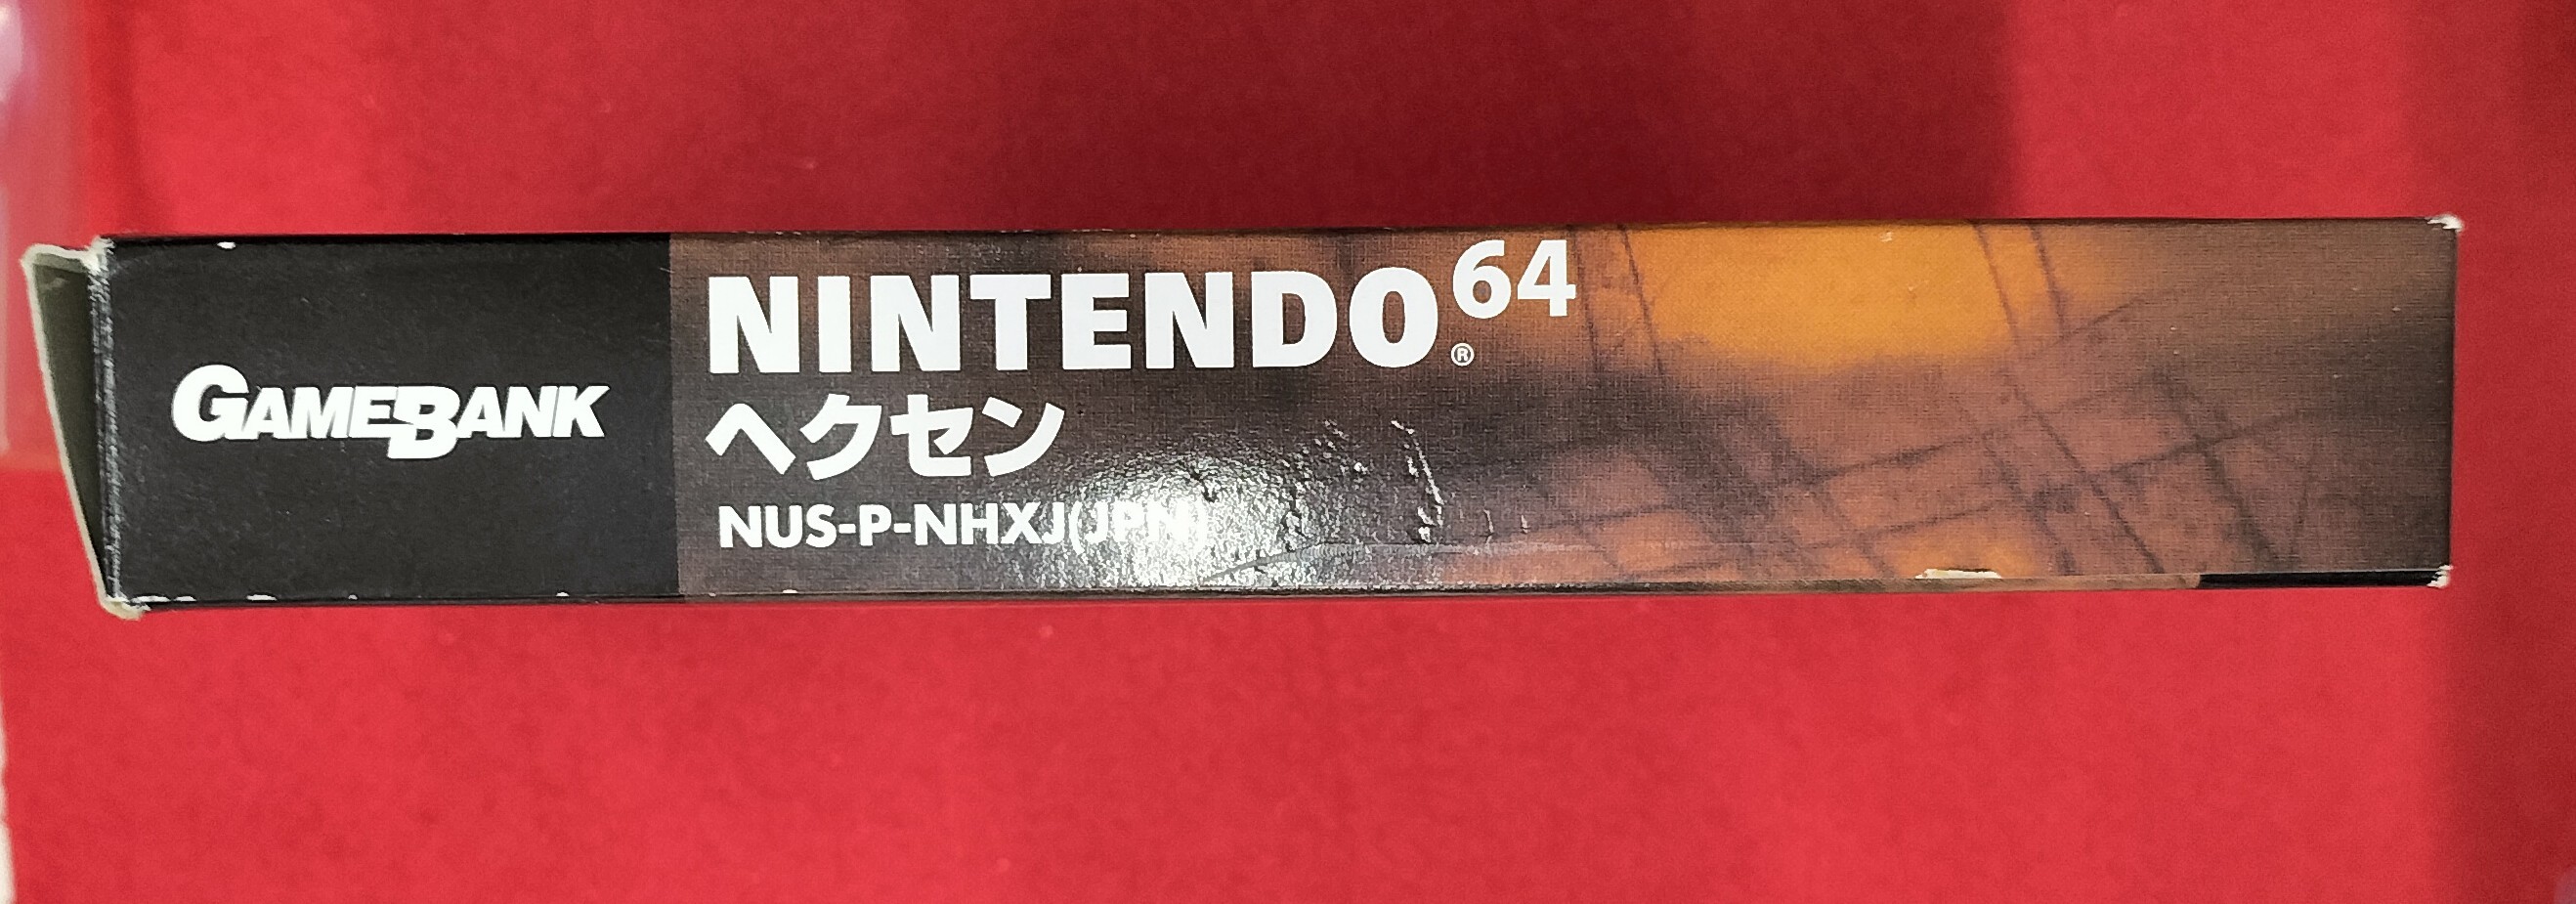 GAMEBANK
NINTENDO64®
ヘクセン
NUS-P-NHXJ(JPN)